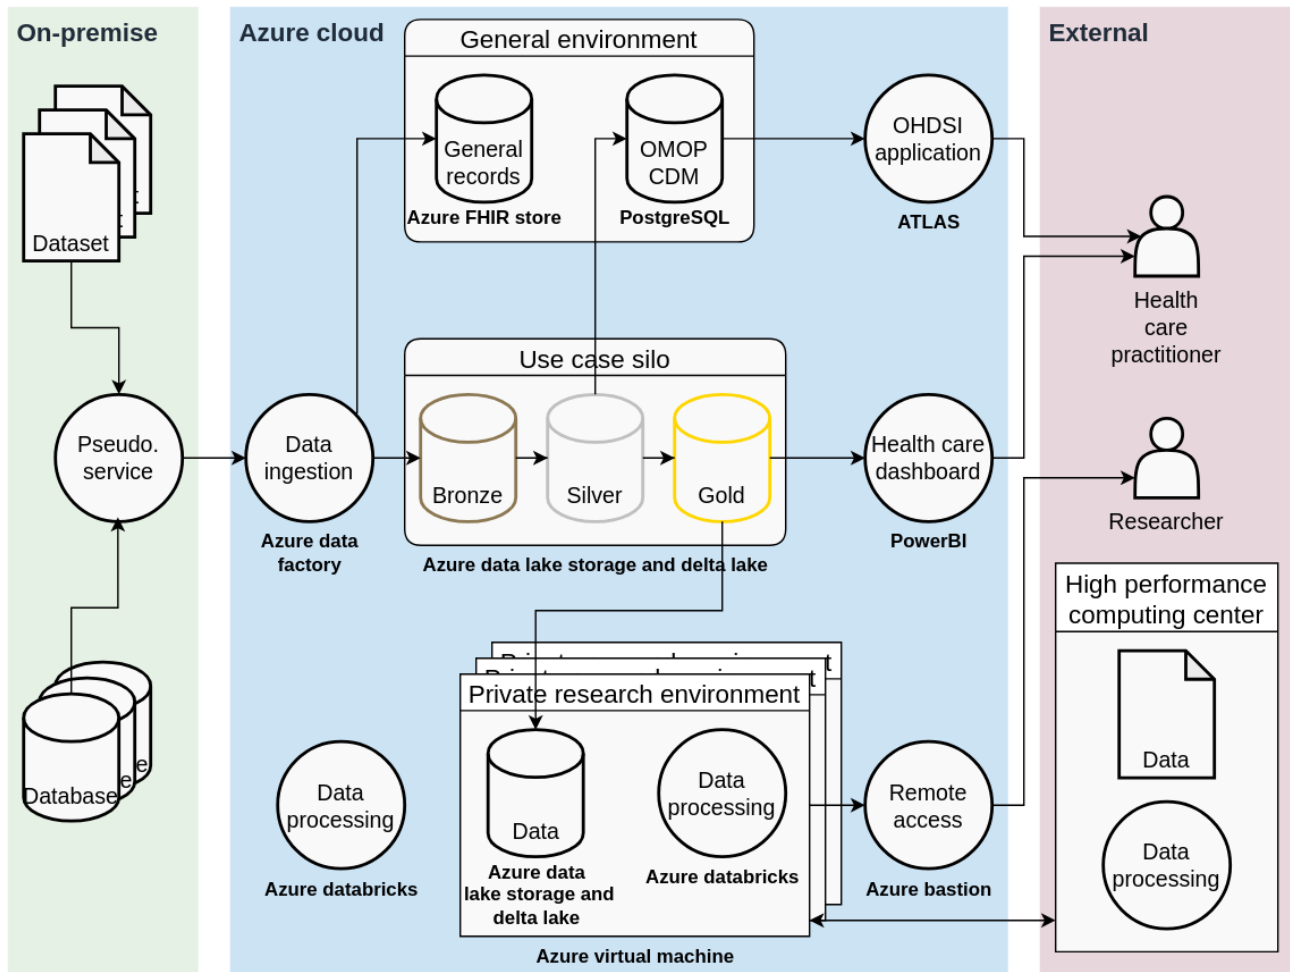 On-premise
Dataset
Pseudo.
service
Database
e
e
Azure cloud
General environment
General
records
Azure FHIR store
OMOP
CDM
PostgreSQL
OHDSI
application
ATLAS
Data
ingestion
Azure data
factory
Use case silo
Bronze
Silver
Gold
Azure data lake storage and delta lake
Health care
dashboard
PowerBI
Data
processing
Azure databricks
Private research environment
Data
Azure data
lake storage and
delta lake
Data
processing
Azure databricks
Azure virtual machine
Remote
access
Azure bastion
External
Health
care
practitioner
Researcher
High performance
computing center
Data
Data
processing